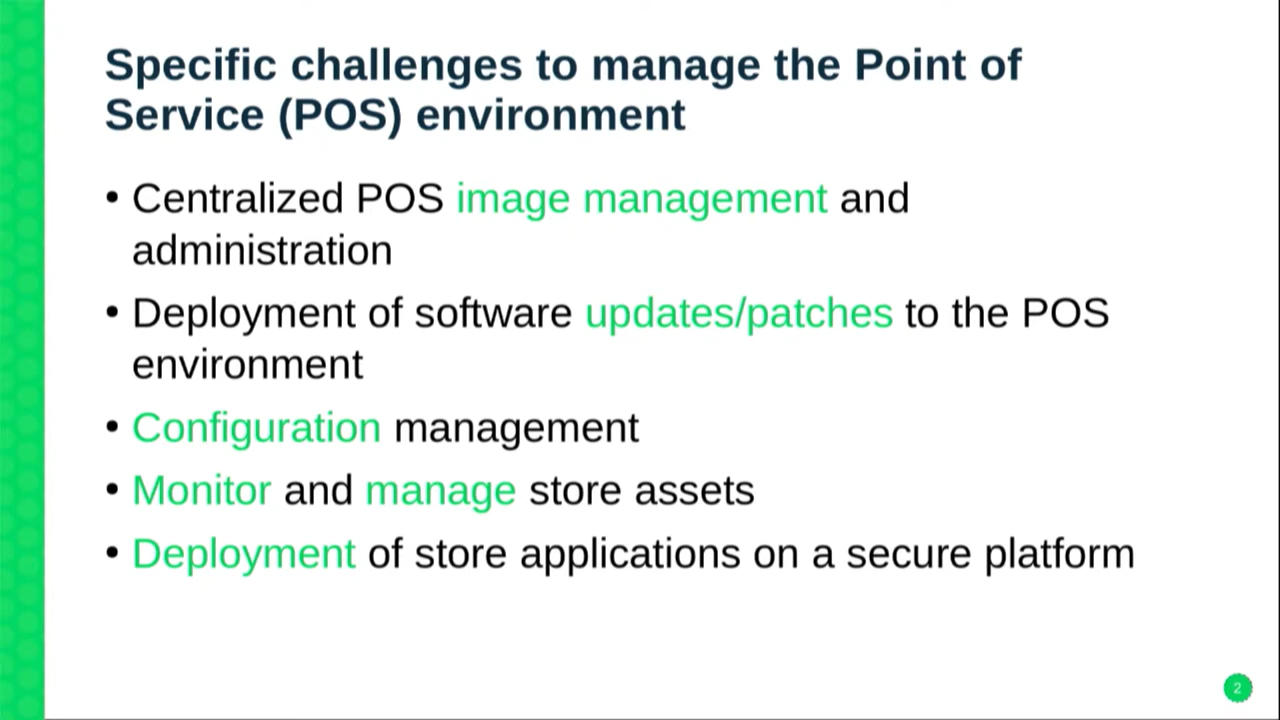 Specific challenges to manage the Point of
Service (POS) environment
• Centralized POS image management and
administration
• Deployment of software updates/patches to the POS
environment
• Configuration management
• Monitor and manage store assets
• Deployment of store applications on a secure platform
2